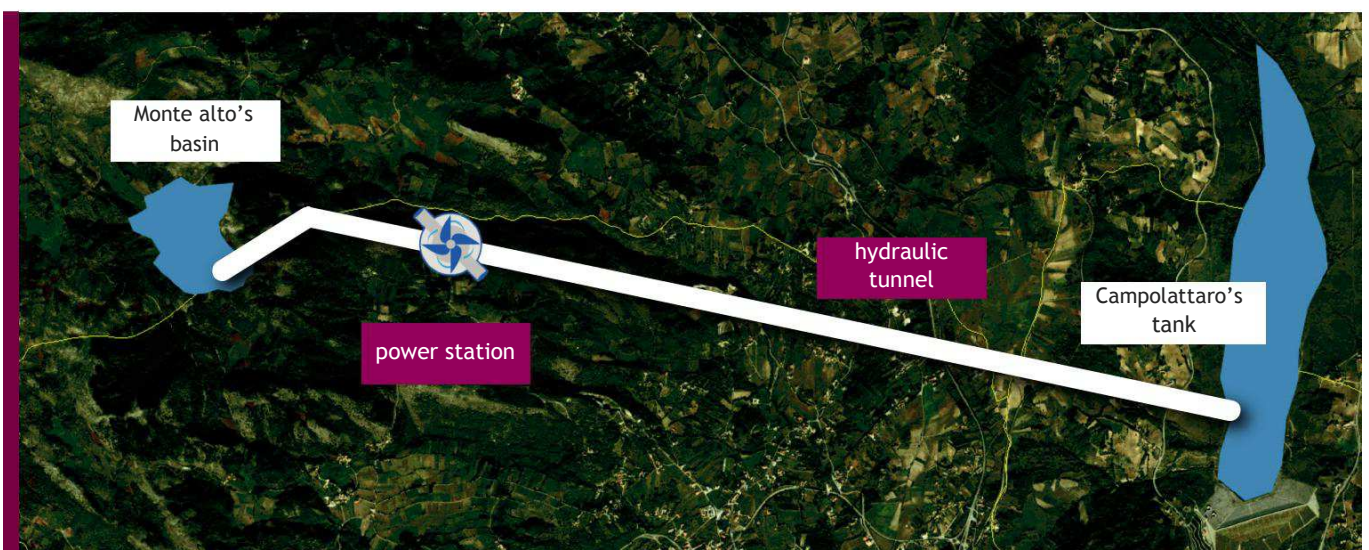 Monte alto's
basin
hydraulic
tunnel
Campolattaro's
tank
power station